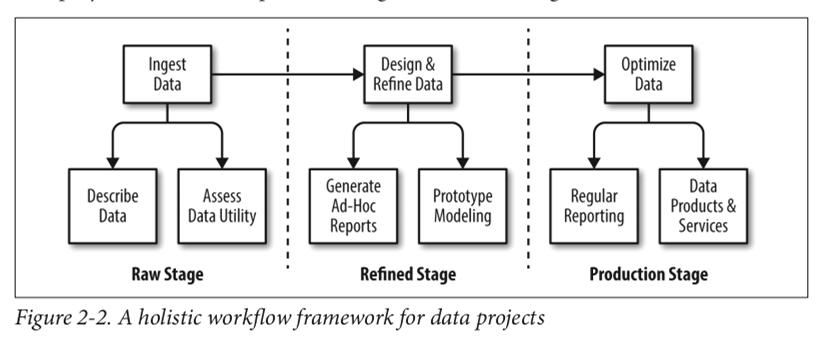 Ingest
Data
Design &
Refine Data
Optimize
Data
Describe
Data
Assess
Data Utility
Generate
Ad-Hoc
Reports
Prototype
Modeling
Regular
Reporting
Data
Products &
Services
Raw Stage
Refined Stage
Production Stage
Figure 2-2. A holistic workflow framework for data projects